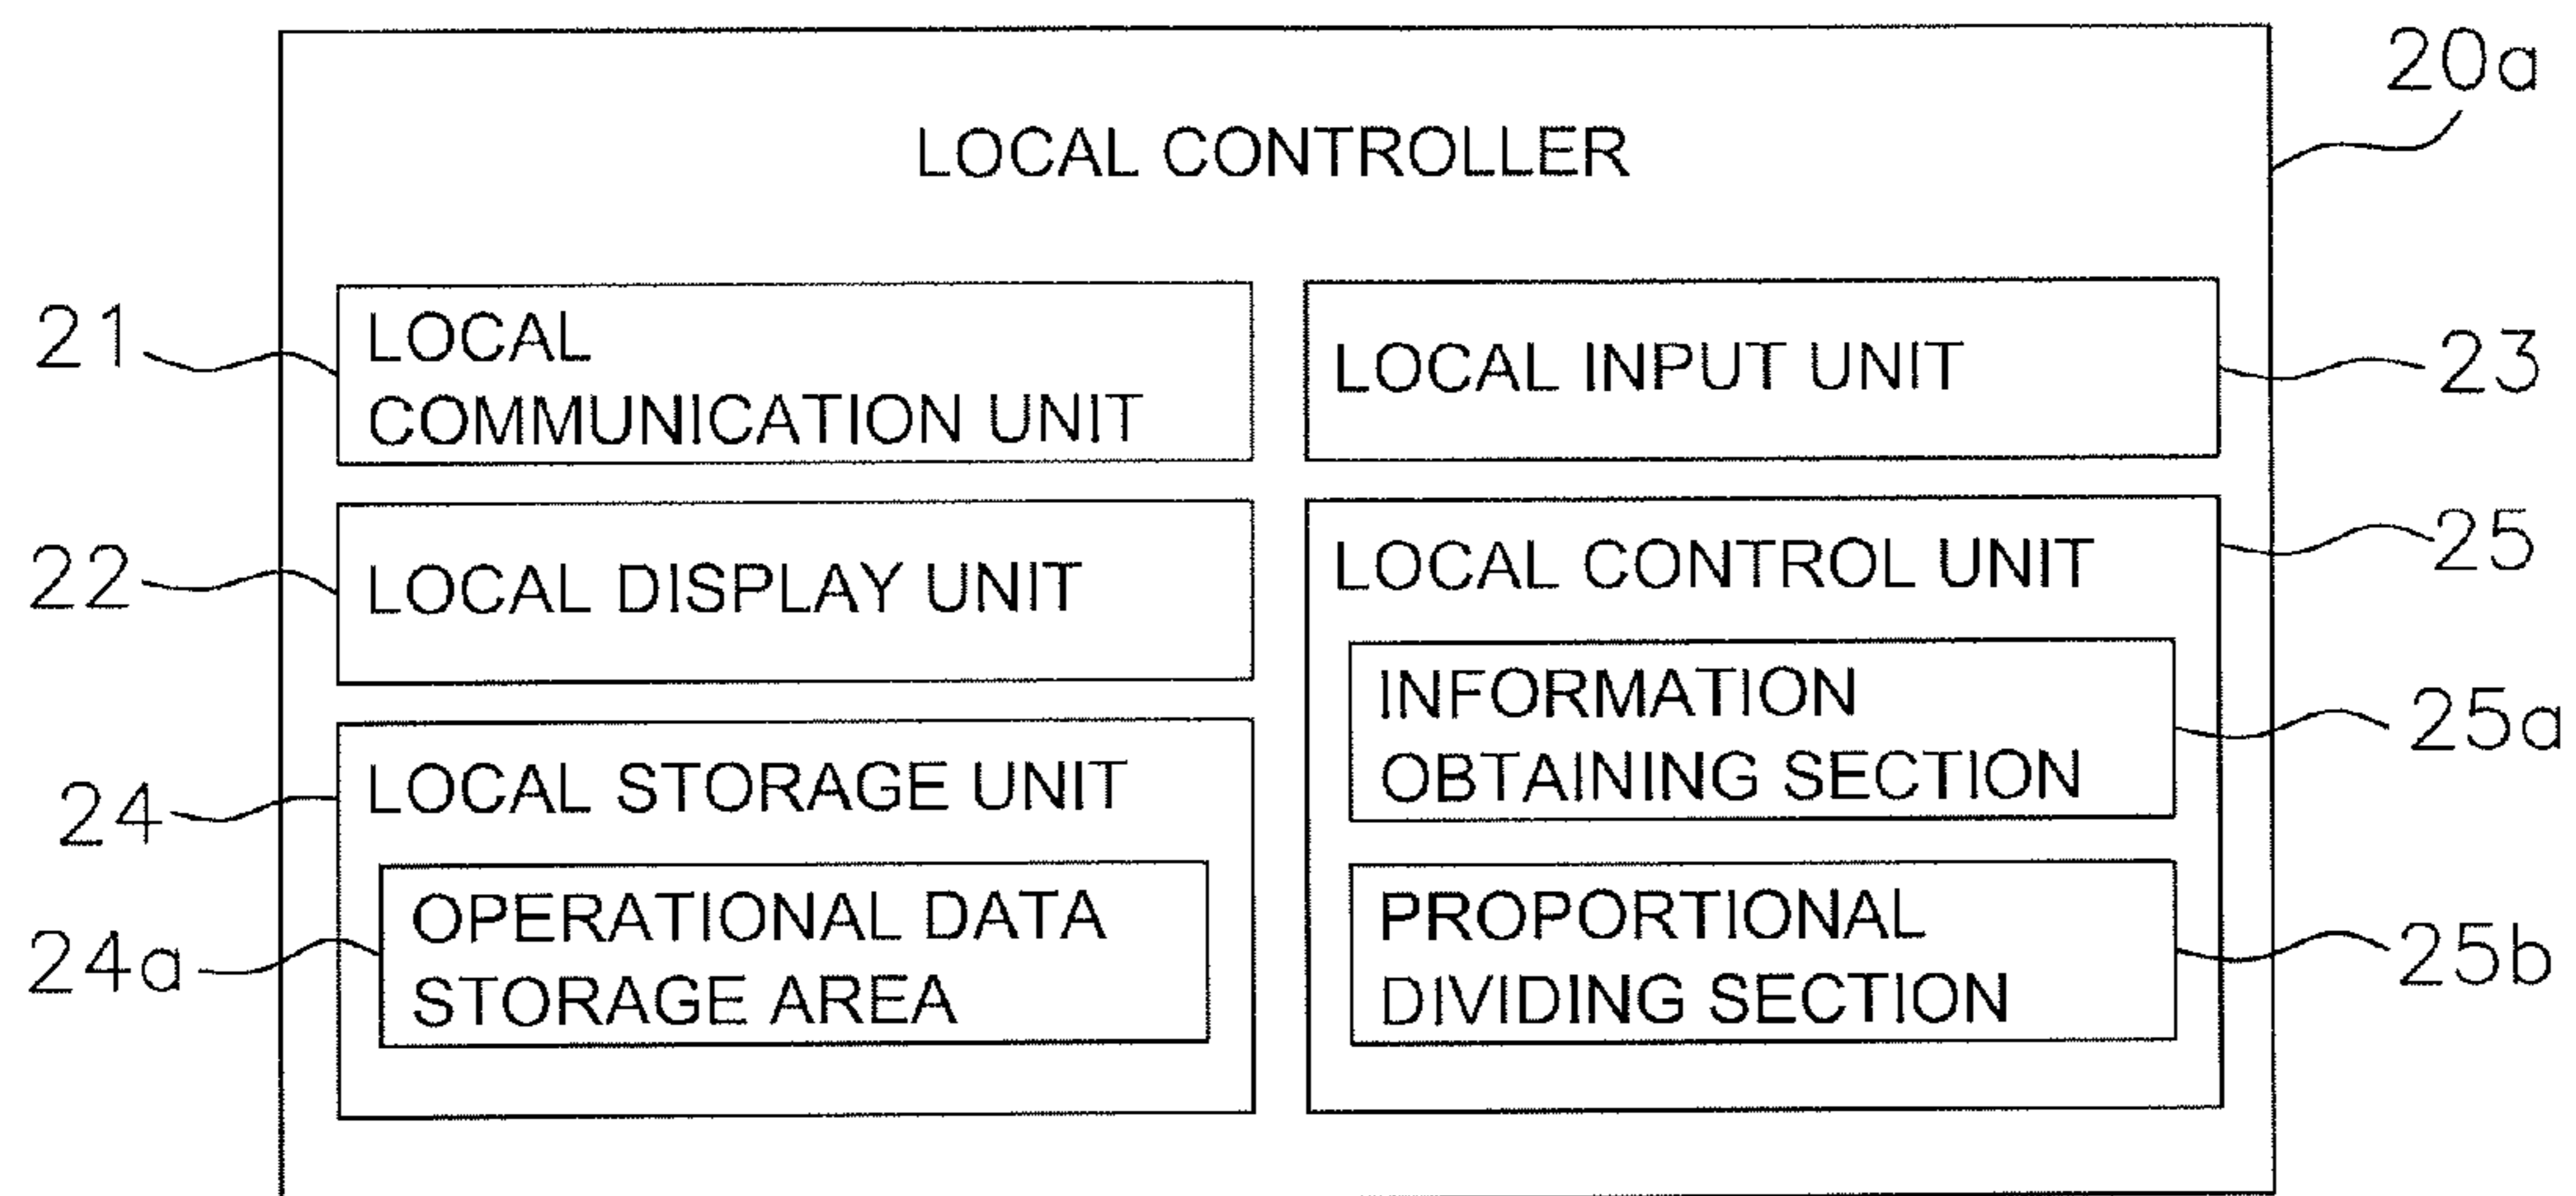 20a
LOCAL CONTROLLER
21
LOCAL
COMMUNICATION UNIT
LOCAL INPUT UNIT
23
22
LOCAL DISPLAY UNIT
LOCAL CONTROL UNIT
25
INFORMATION
OBTAINING SECTION
25a
24
LOCAL STORAGE UNIT
24a
OPERATIONAL DATA
STORAGE AREA
PROPORTIONAL
DIVIDING SECTION
25b